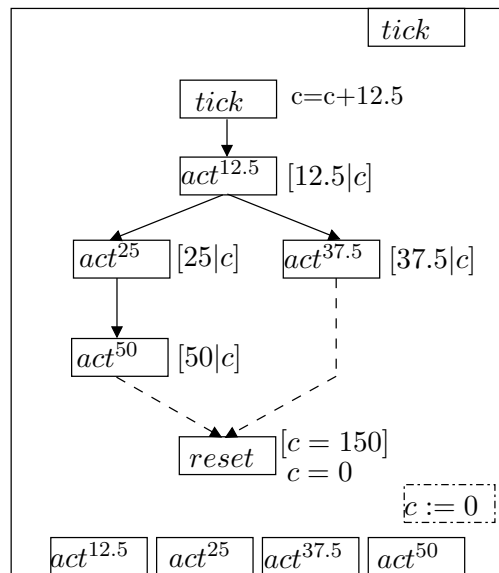 tick
tick c=c+12.5
act^12.5 [12.5|c]
act^25 [25|c] act^37.5 [37.5|c]
act^50 [50|c]
reset [c = 150]
c = 0
c := 0
act^12.5 act^25 act^37.5 act^50